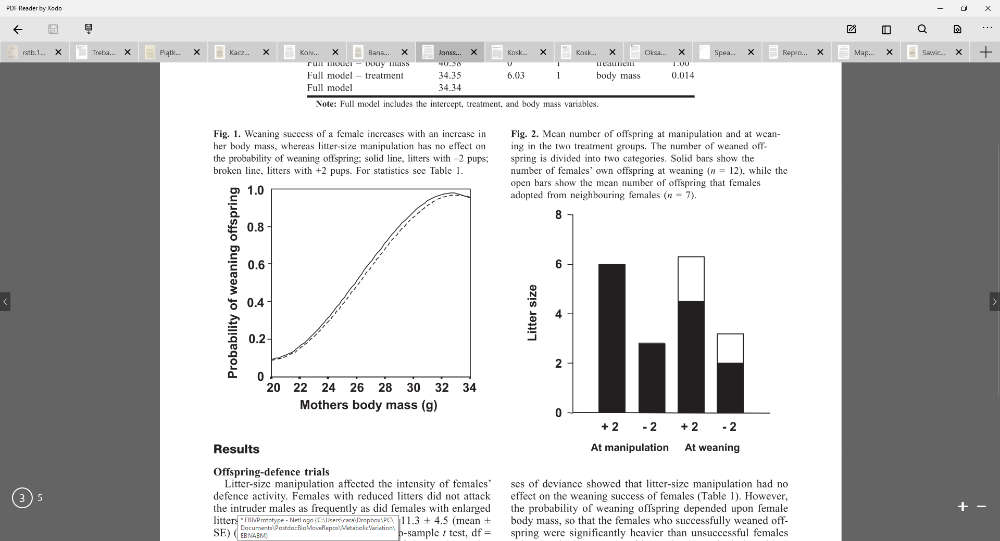 PDF Reader by Xodo
rstb.1...
Treba...
Piątk...
Kacz...
Koiv...
Bana...
Jonss...
Kosk...
Kosk...
Oksa...
Spea...
Repro...
Map...
Sawic...
Full model – body mass 40.38 0 1 treatment 1.00
Full model – treatment 34.35 6.03 1 body mass 0.014
Full model 34.34
Note: Full model includes the intercept, treatment, and body mass variables.
Fig. 1. Weaning success of a female increases with an increase in
her body mass, whereas litter-size manipulation has no effect on
the probability of weaning offspring; solid line, litters with –2 pups;
broken line, litters with +2 pups. For statistics see Table 1.
Probability of weaning offspring
1.0
0.8
0.6
0.4
0.2
0
20 22 24 26 28 30 32 34
Mothers body mass (g)
Results
Offspring-defence trials
Litter-size manipulation affected the intensity of females’
defence activity. Females with reduced litters did not attack
the intruder males as frequently as did females with enlarged
litters 11.3 ± 4.5 (mean ±
SE) ( o-sample t test, df =
* EBIVPrototype - NetLogo {C:\Users\cara\Dropbox\PC\
Documents\PostdocBioMoveRepos\MetabolicVariation\
EBIVABM}
Fig. 2. Mean number of offspring at manipulation and at wean-
ing in the two treatment groups. The number of weaned off-
spring is divided into two categories. Solid bars show the
number of females’ own offspring at weaning (n = 12), while the
open bars show the mean number of offspring that females
adopted from neighbouring females (n = 7).
Litter size
8
6
4
2
0
+ 2 - 2 + 2 - 2
At manipulation At weaning
ses of deviance showed that litter-size manipulation had no
effect on the weaning success of females (Table 1). However,
the probability of weaning offspring depended upon female
body mass, so that the females who successfully weaned off-
spring were significantly heavier than unsuccessful females
3 5